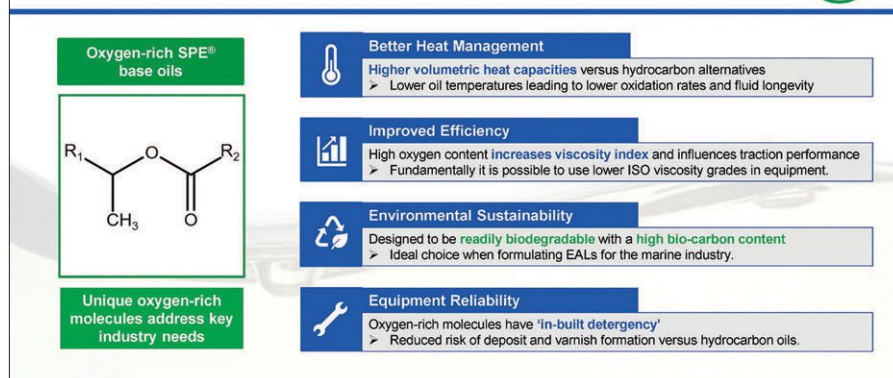 Oxygen-rich SPE®
base oils
R₁
O
R₂
CH₃
O
Unique oxygen-rich
molecules address key
industry needs
Better Heat Management
Higher volumetric heat capacities versus hydrocarbon alternatives
➢ Lower oil temperatures leading to lower oxidation rates and fluid longevity
Improved Efficiency
High oxygen content increases viscosity index and influences traction performance
➢ Fundamentally it is possible to use lower ISO viscosity grades in equipment.
Environmental Sustainability
Designed to be readily biodegradable with a high bio-carbon content
➢ Ideal choice when formulating EALs for the marine industry.
Equipment Reliability
Oxygen-rich molecules have ‘in-built detergency’
➢ Reduced risk of deposit and varnish formation versus hydrocarbon oils.